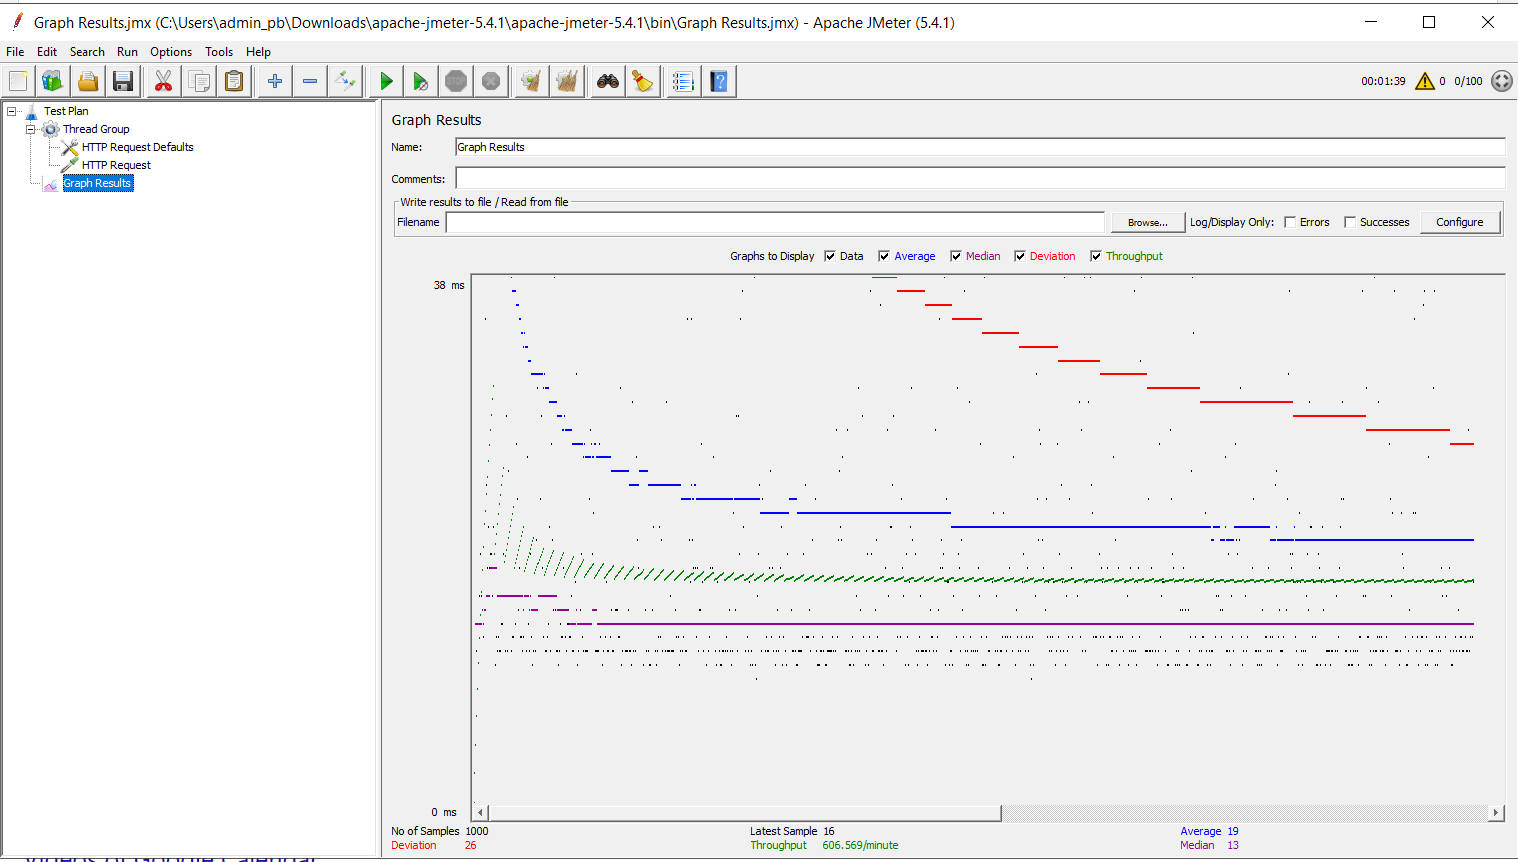 Graph Results.jmx (C:\Users\admin_pb\Downloads\apache-jmeter-5.4.1\apache-jmeter-5.4.1\bin\Graph Results.jmx) - Apache JMeter (5.4.1)
File Edit Search Run Options Tools Help
00:01:39 0 0/100
Test Plan
Thread Group
HTTP Request Defaults
HTTP Request
Graph Results
Graph Results
Name: Graph Results
Comments:
Write results to file / Read from file
Filename Browse... Log/Display Only: Errors Successes Configure
Graphs to Display Data Average Median Deviation Throughput
38 ms
0 ms
No of Samples 1000 Latest Sample 16 Average 19
Deviation 26 Throughput 606.569/minute Median 13
Videos of Google Calendar